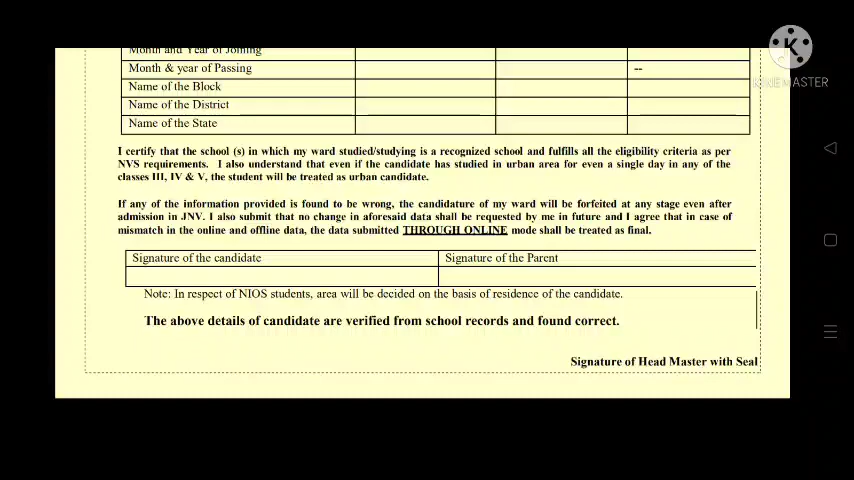 KINEMASTER
Month and Year of Joining
Month & year of Passing --
Name of the Block
Name of the District
Name of the State
I certify that the school (s) in which my ward studied/studying is a recognized school and fulfills all the eligibility criteria as per
NVS requirements. I also understand that even if the candidate has studied in urban area for even a single day in any of the
classes III, IV & V, the student will be treated as urban candidate.
If any of the information provided is found to be wrong, the candidature of my ward will be forfeited at any stage even after
admission in JNV. I also submit that no change in aforesaid data shall be requested by me in future and I agree that in case of
mismatch in the online and offline data, the data submitted THROUGH ONLINE mode shall be treated as final.
Signature of the candidate Signature of the Parent
Note: In respect of NIOS students, area will be decided on the basis of residence of the candidate.
The above details of candidate are verified from school records and found correct.
Signature of Head Master with Seal